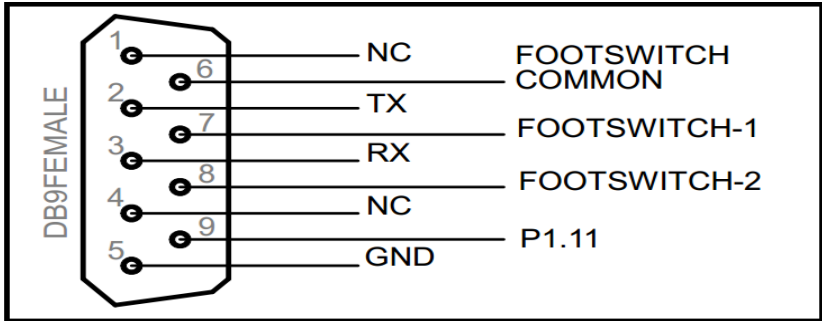 DB9FEMALE
1
NC
FOOTSWITCH
6
COMMON
2
TX
7
FOOTSWITCH-1
3
RX
8
FOOTSWITCH-2
4
NC
9
P1.11
5
GND